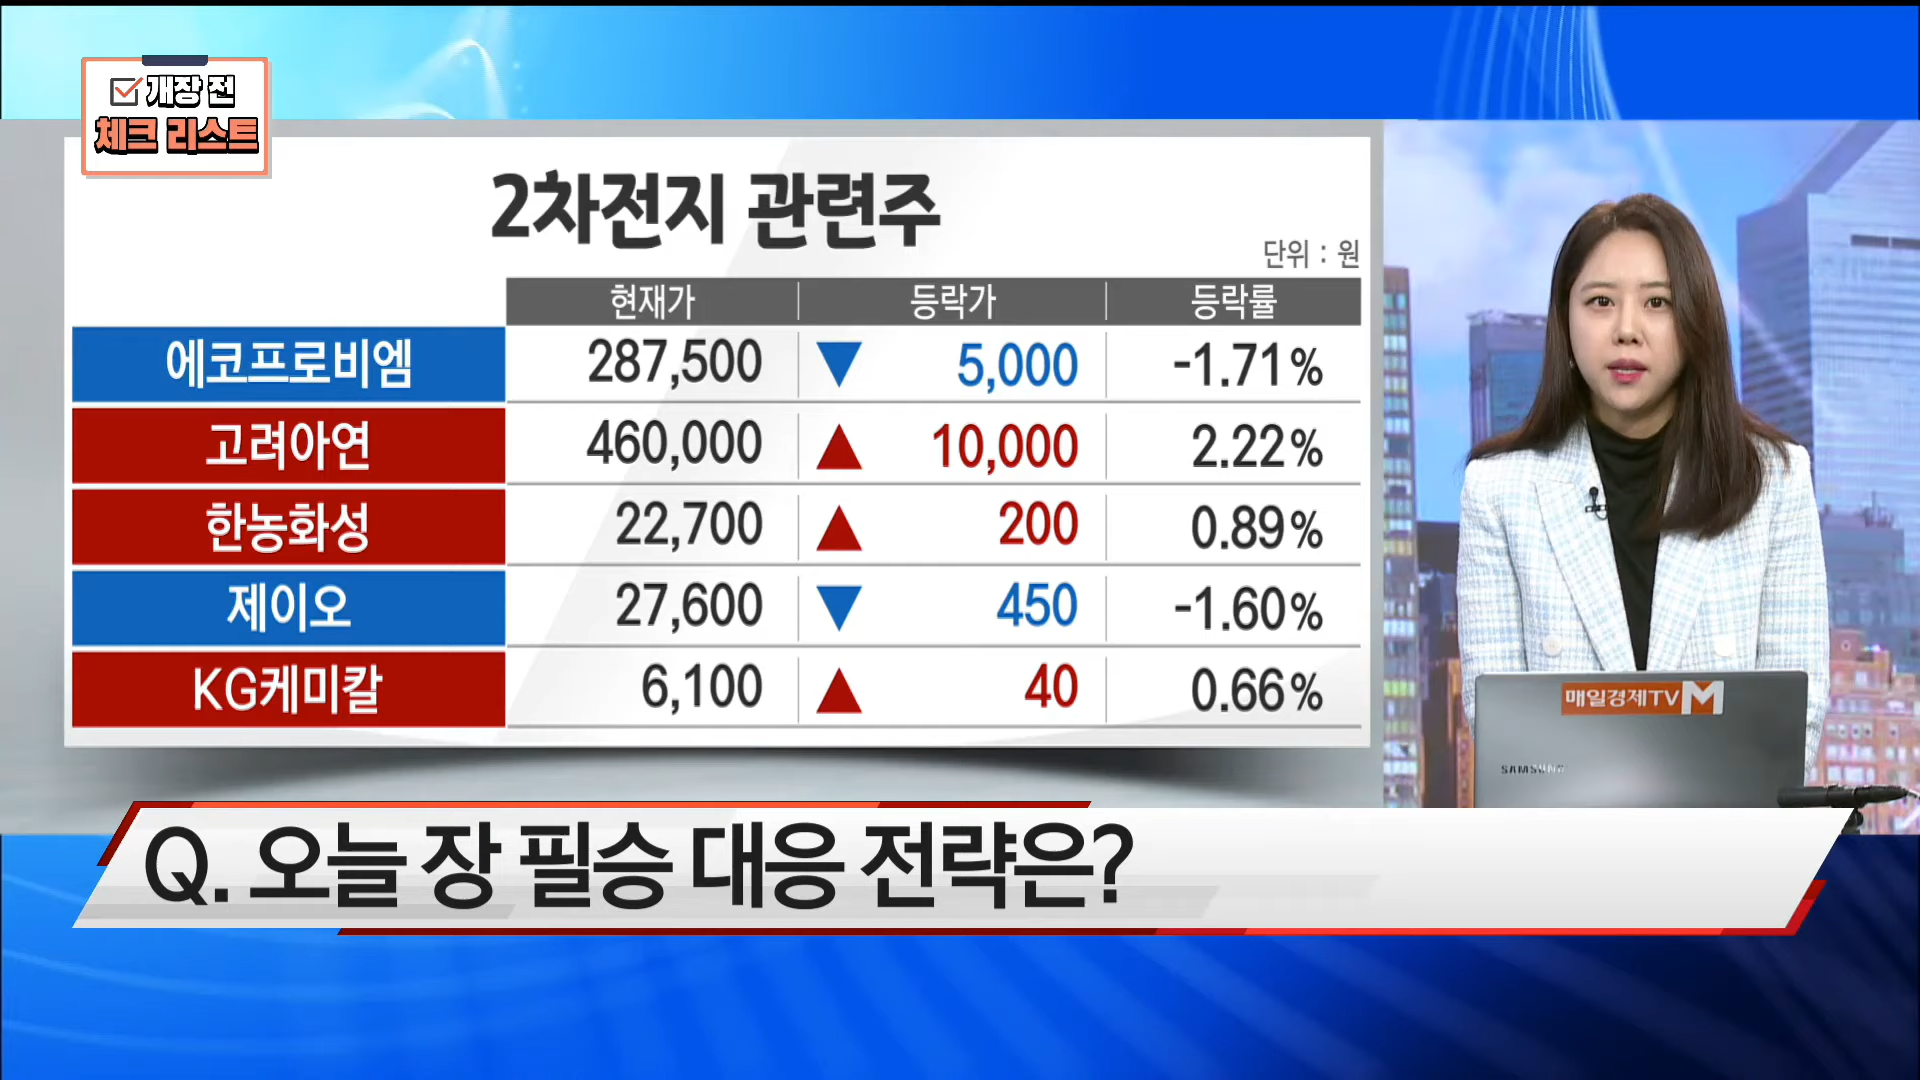 개장 전
체크 리스트
2차전지 관련주
단위 : 원
현재가 등락가 등락률
에코프로비엠 287,500 ▼ 5,000 -1.71%
고려아연 460,000 ▲ 10,000 2.22%
한농화성 22,700 ▲ 200 0.89%
제이오 27,600 ▼ 450 -1.60%
KG케미칼 6,100 ▲ 40 0.66%
매일경제TV M
SAMSUNG
Q. 오늘 장 필승 대응 전략은?